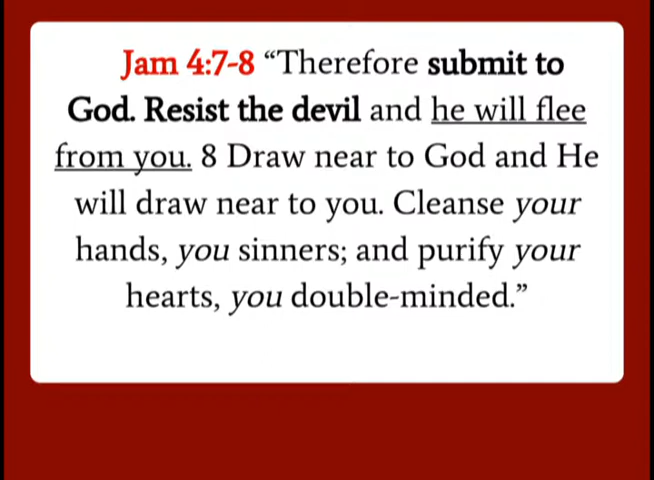 Jam 4:7-8 “Therefore submit to
God. Resist the devil and he will flee
from you. 8 Draw near to God and He
will draw near to you. Cleanse your
hands, you sinners; and purify your
hearts, you double-minded.”